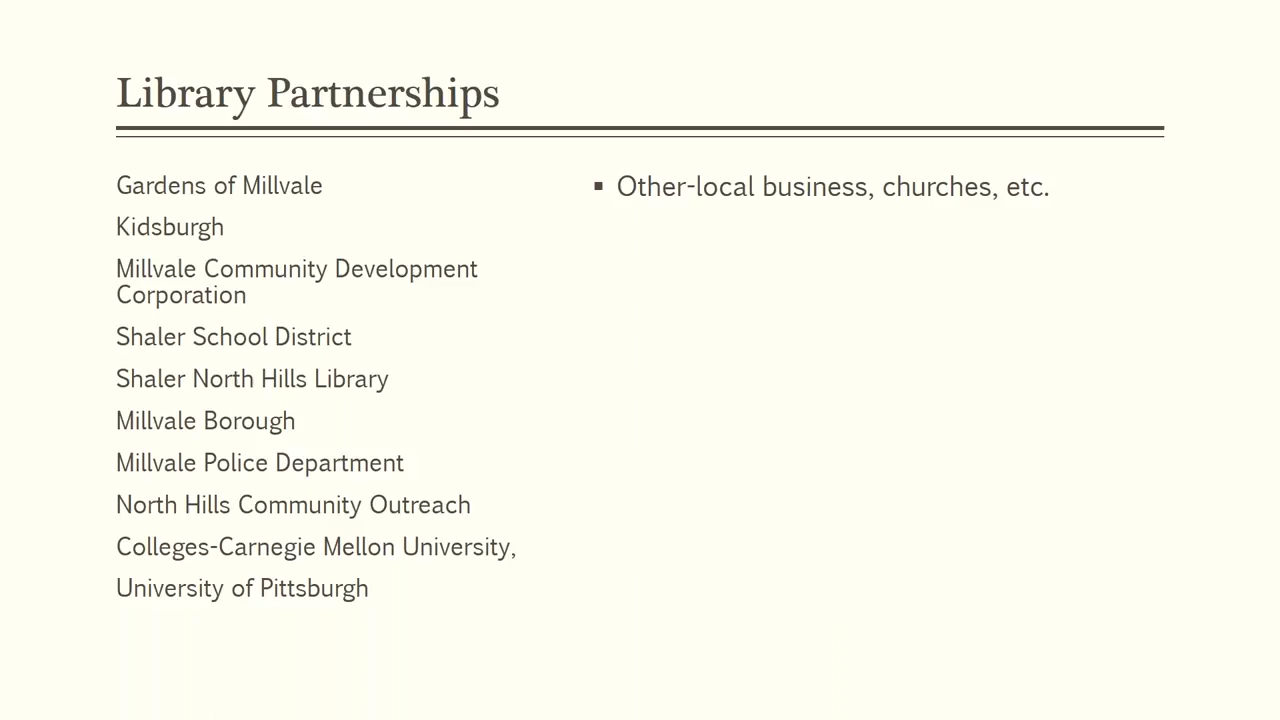 Library Partnerships
Gardens of Millvale
Kidsburgh
Millvale Community Development
Corporation
Shaler School District
Shaler North Hills Library
Millvale Borough
Millvale Police Department
North Hills Community Outreach
Colleges-Carnegie Mellon University,
University of Pittsburgh
▪ Other-local business, churches, etc.